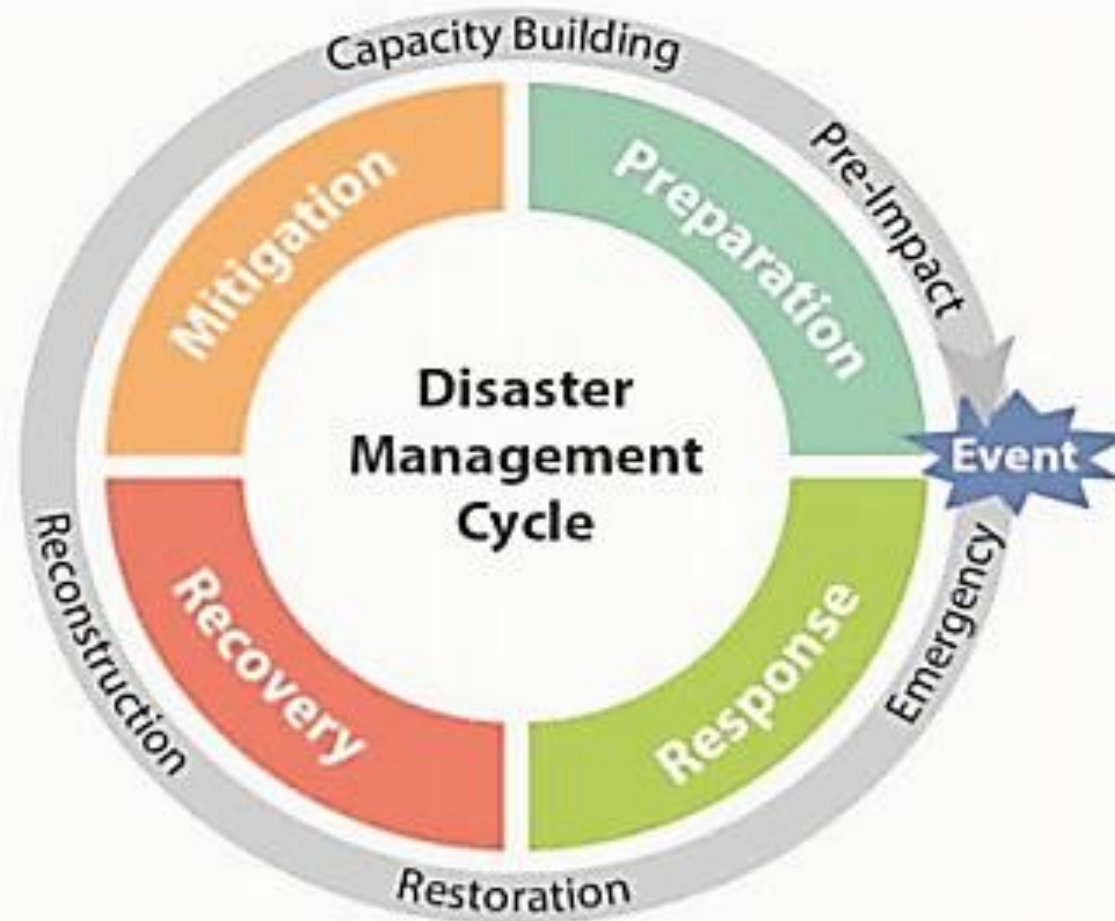 Capacity Building
Pre-Impact
Mitigation
Preparation
Disaster
Management
Cycle
Event
Reconstruction
Recovery
Response
Emergency
Restoration